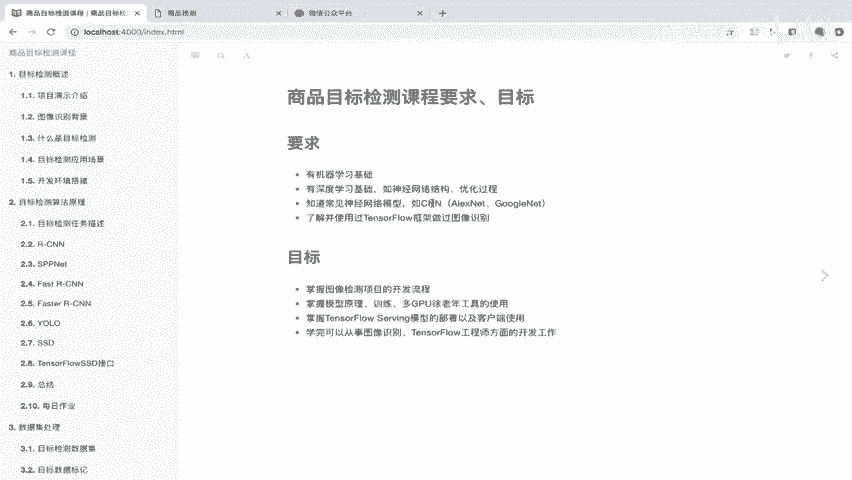 商品目标检测课程 | 商品目标检
商品检测
微信公众平台
localhost:4000/index.html
商品目标检测课程
1. 目标检测概述
1.1. 项目演示介绍
1.2. 图像识别背景
1.3. 什么是目标检测
1.4. 目标检测应用场景
1.5. 开发环境搭建
2. 目标检测算法原理
2.1. 目标检测任务描述
2.2. R-CNN
2.3. SPPNet
2.4. Fast R-CNN
2.5. Faster R-CNN
2.6. YOLO
2.7. SSD
2.8. TensorFlowSSD接口
2.9. 总结
2.10. 每日作业
3. 数据集处理
3.1. 目标检测数据集
3.2. 目标数据标记
商品目标检测课程要求、目标
要求
有机器学习基础
有深度学习基础，如神经网络结构、优化过程
知道常见神经网络模型，如CNN（AlexNet、GoogleNet）
了解并使用过TensorFlow框架做过图像识别
目标
掌握图像检测项目的开发流程
掌握模型原理、训练、多GPU徐老年工具的使用
掌握TensorFlow Serving模型的部署以及客户端使用
学完可以从事图像识别、TensorFlow工程师方面的开发工作